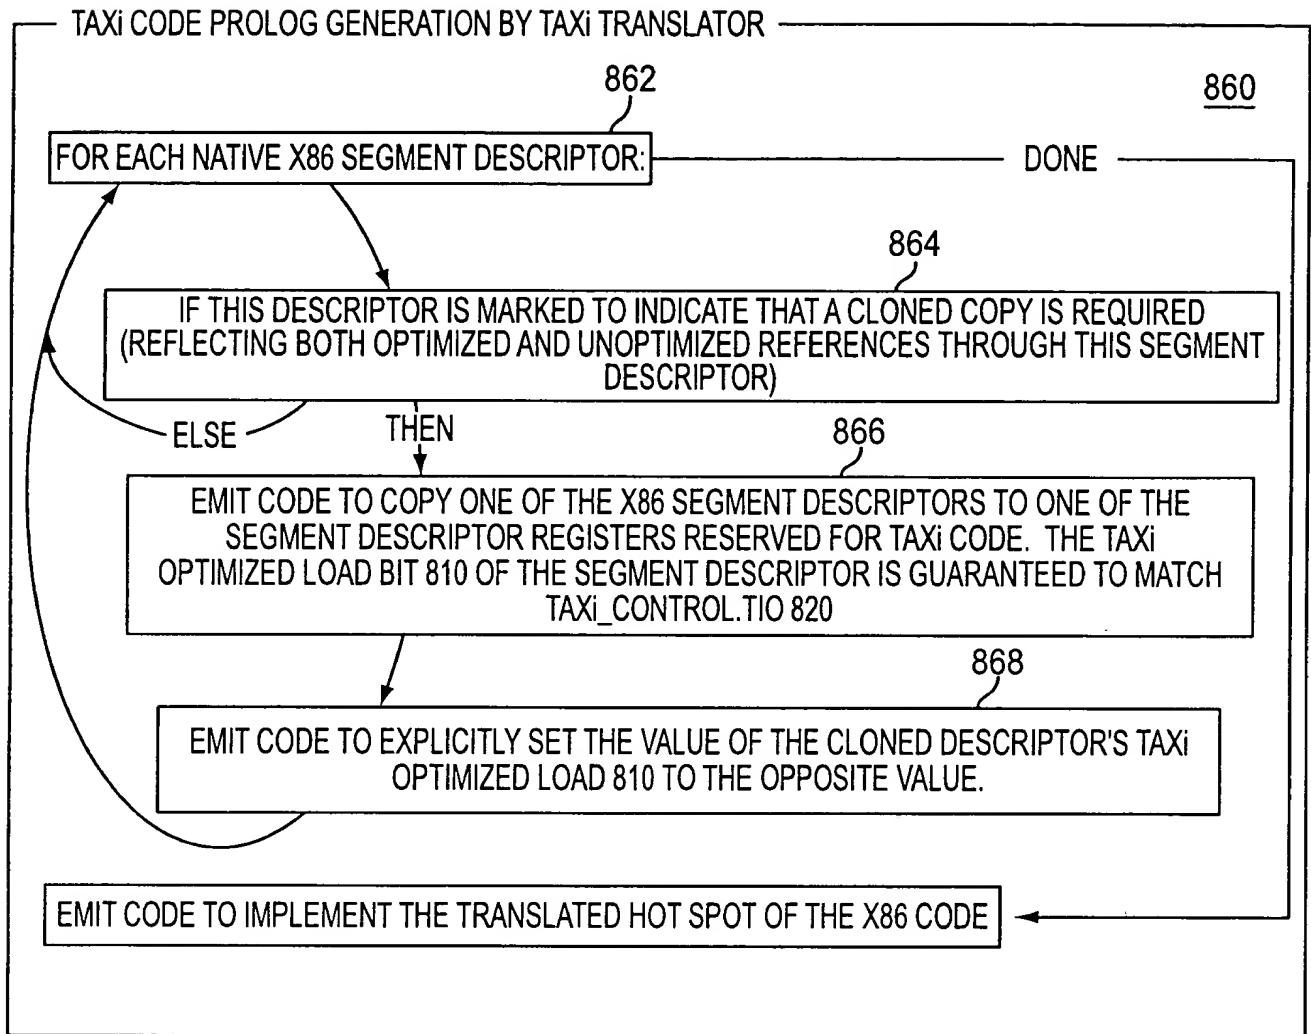 TAXi CODE PROLOG GENERATION BY TAXi TRANSLATOR
860
862
FOR EACH NATIVE X86 SEGMENT DESCRIPTOR:
DONE
864
IF THIS DESCRIPTOR IS MARKED TO INDICATE THAT A CLONED COPY IS REQUIRED
(REFLECTING BOTH OPTIMIZED AND UNOPTIMIZED REFERENCES THROUGH THIS SEGMENT
DESCRIPTOR)
ELSE
THEN
866
EMIT CODE TO COPY ONE OF THE X86 SEGMENT DESCRIPTORS TO ONE OF THE
SEGMENT DESCRIPTOR REGISTERS RESERVED FOR TAXi CODE. THE TAXi
OPTIMIZED LOAD BIT 810 OF THE SEGMENT DESCRIPTOR IS GUARANTEED TO MATCH
TAXi_CONTROL.TIO 820
868
EMIT CODE TO EXPLICITLY SET THE VALUE OF THE CLONED DESCRIPTOR'S TAXi
OPTIMIZED LOAD 810 TO THE OPPOSITE VALUE.
EMIT CODE TO IMPLEMENT THE TRANSLATED HOT SPOT OF THE X86 CODE